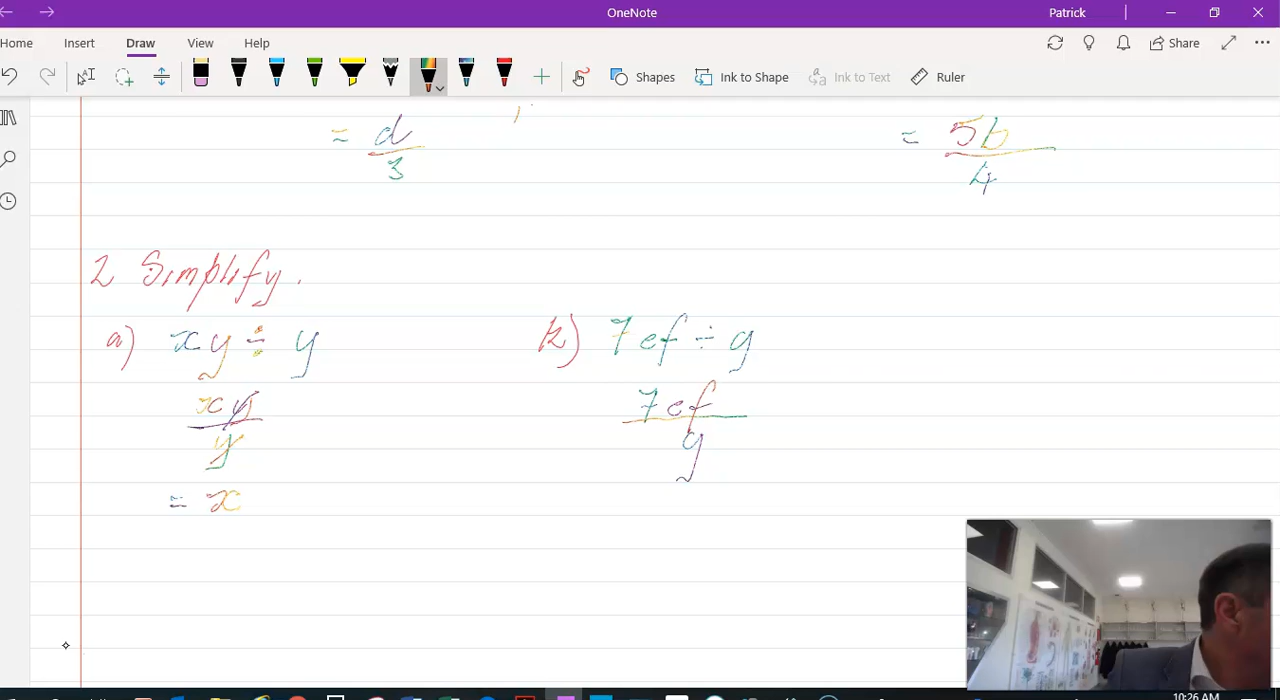 OneNote
Patrick
Home Insert Draw View Help
Share
Shapes Ink to Shape Ink to Text Ruler
= d/3
= 5b/4
2 Simplify.
a) xy ÷ y
k) 7ef ÷ g
xy/y
7ef/g
= x
10:26 AM